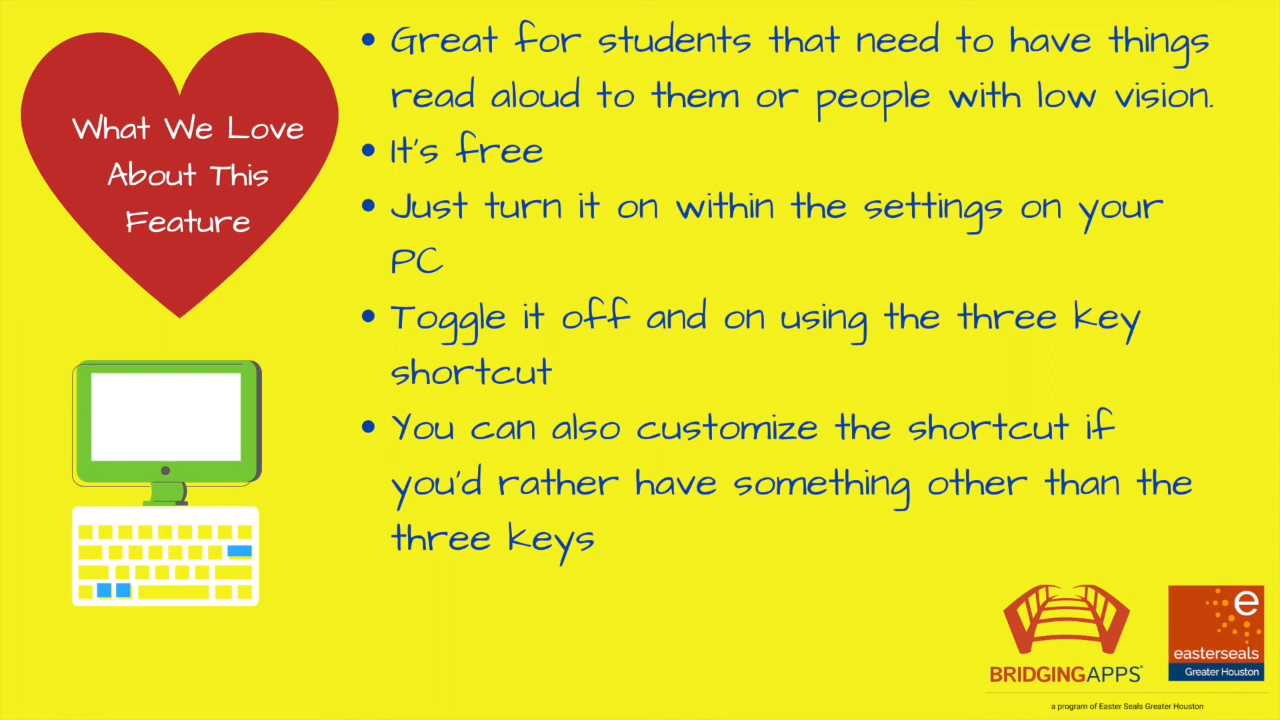 What We Love
About This
Feature
• Great for students that need to have things
read aloud to them or people with low vision.
• It's free
• Just turn it on within the settings on your
PC
• Toggle it off and on using the three key
shortcut
• You can also customize the shortcut if
you'd rather have something other than the
three keys
BRIDGINGAPPS®
e
easterseals
Greater Houston
a program of Easter Seals Greater Houston